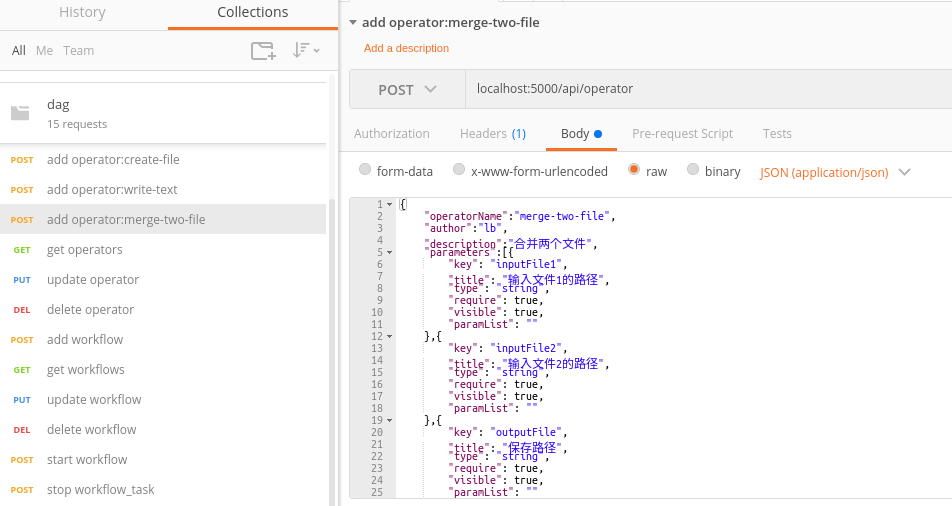 History Collections
All Me Team
dag
15 requests
POST add operator:create-file
POST add operator:write-text
POST add operator:merge-two-file
GET get operators
PUT update operator
DEL delete operator
POST add workflow
GET get workflows
PUT update workflow
DEL delete workflow
POST start workflow
POST stop workflow_task
add operator:merge-two-file
Add a description
POST localhost:5000/api/operator
Authorization Headers (1) Body Pre-request Script Tests
form-data x-www-form-urlencoded raw binary JSON (application/json)
1 {
2 "operatorName":"merge-two-file",
3 "author":"lb",
4 "description":"合并两个文件",
5 "parameters":[{
6 "key": "inputFile1",
7 "title": "输入文件1的路径",
8 "type": "string",
9 "require": true,
10 "visible": true,
11 "paramList": ""
12 },{
13 "key": "inputFile2",
14 "title": "输入文件2的路径",
15 "type": "string",
16 "require": true,
17 "visible": true,
18 "paramList": ""
19 },{
20 "key": "outputFile",
21 "title": "保存路径",
22 "type": "string",
23 "require": true,
24 "visible": true,
25 "paramList": ""